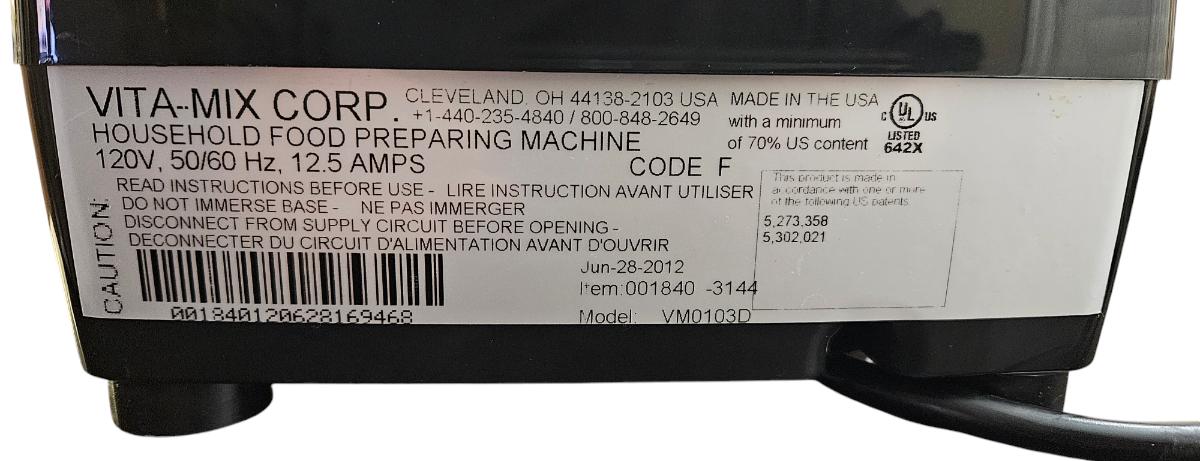 VITA-MIX CORP.
CLEVELAND, OH 44138-2103 USA
+1-440-235-4840 / 800-848-2649
HOUSEHOLD FOOD PREPARING MACHINE
120V, 50/60 Hz, 12.5 AMPS
CODE F
MADE IN THE USA
with a minimum
of 70% US content
C UL US
LISTED
642X
CAUTION:
READ INSTRUCTIONS BEFORE USE - LIRE INSTRUCTION AVANT UTILISER
DO NOT IMMERSE BASE - NE PAS IMMERGER
DISCONNECT FROM SUPPLY CIRCUIT BEFORE OPENING -
DECONNECTER DU CIRCUIT D'ALIMENTATION AVANT D'OUVRIR
This product is made in
accordance with one or more
of the following US patents
5,273,358
5,302,021
001840120628169468
Jun-28-2012
Item:001840 -3144
Model: VM0103D